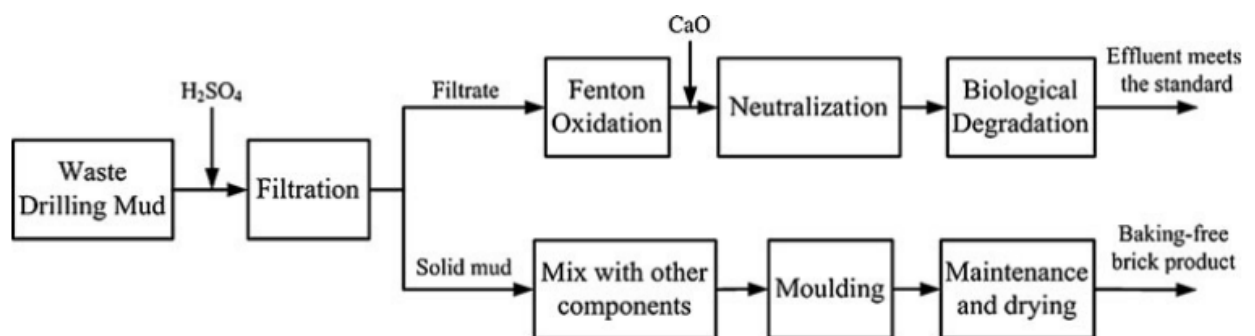 CaO
H₂SO₄
Filtrate
Fenton
Oxidation
Neutralization
Biological
Degradation
Effluent meets
the standard
Waste
Drilling Mud
Filtration
Solid mud
Mix with other
components
Moulding
Maintenance
and drying
Baking-free
brick product